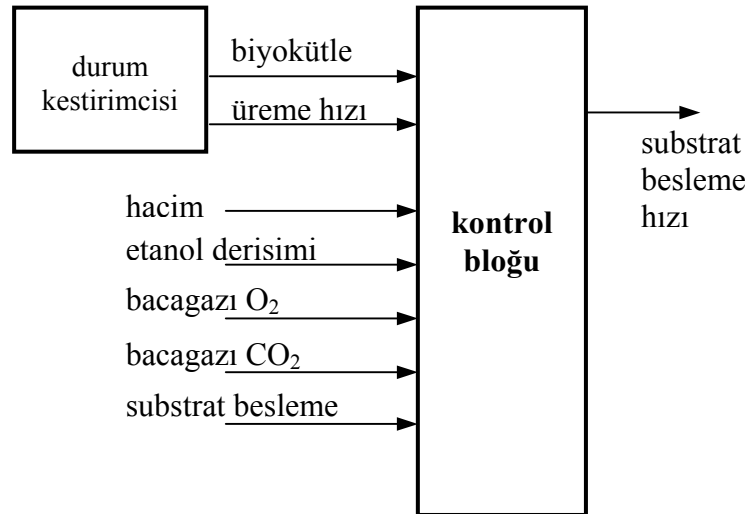 durum
kestirimcisi
biyokütle
üreme hızı
hacim
etanol derisimi
bacagazı O₂
bacagazı CO₂
substrat besleme
kontrol
bloğu
substrat
besleme
hızı